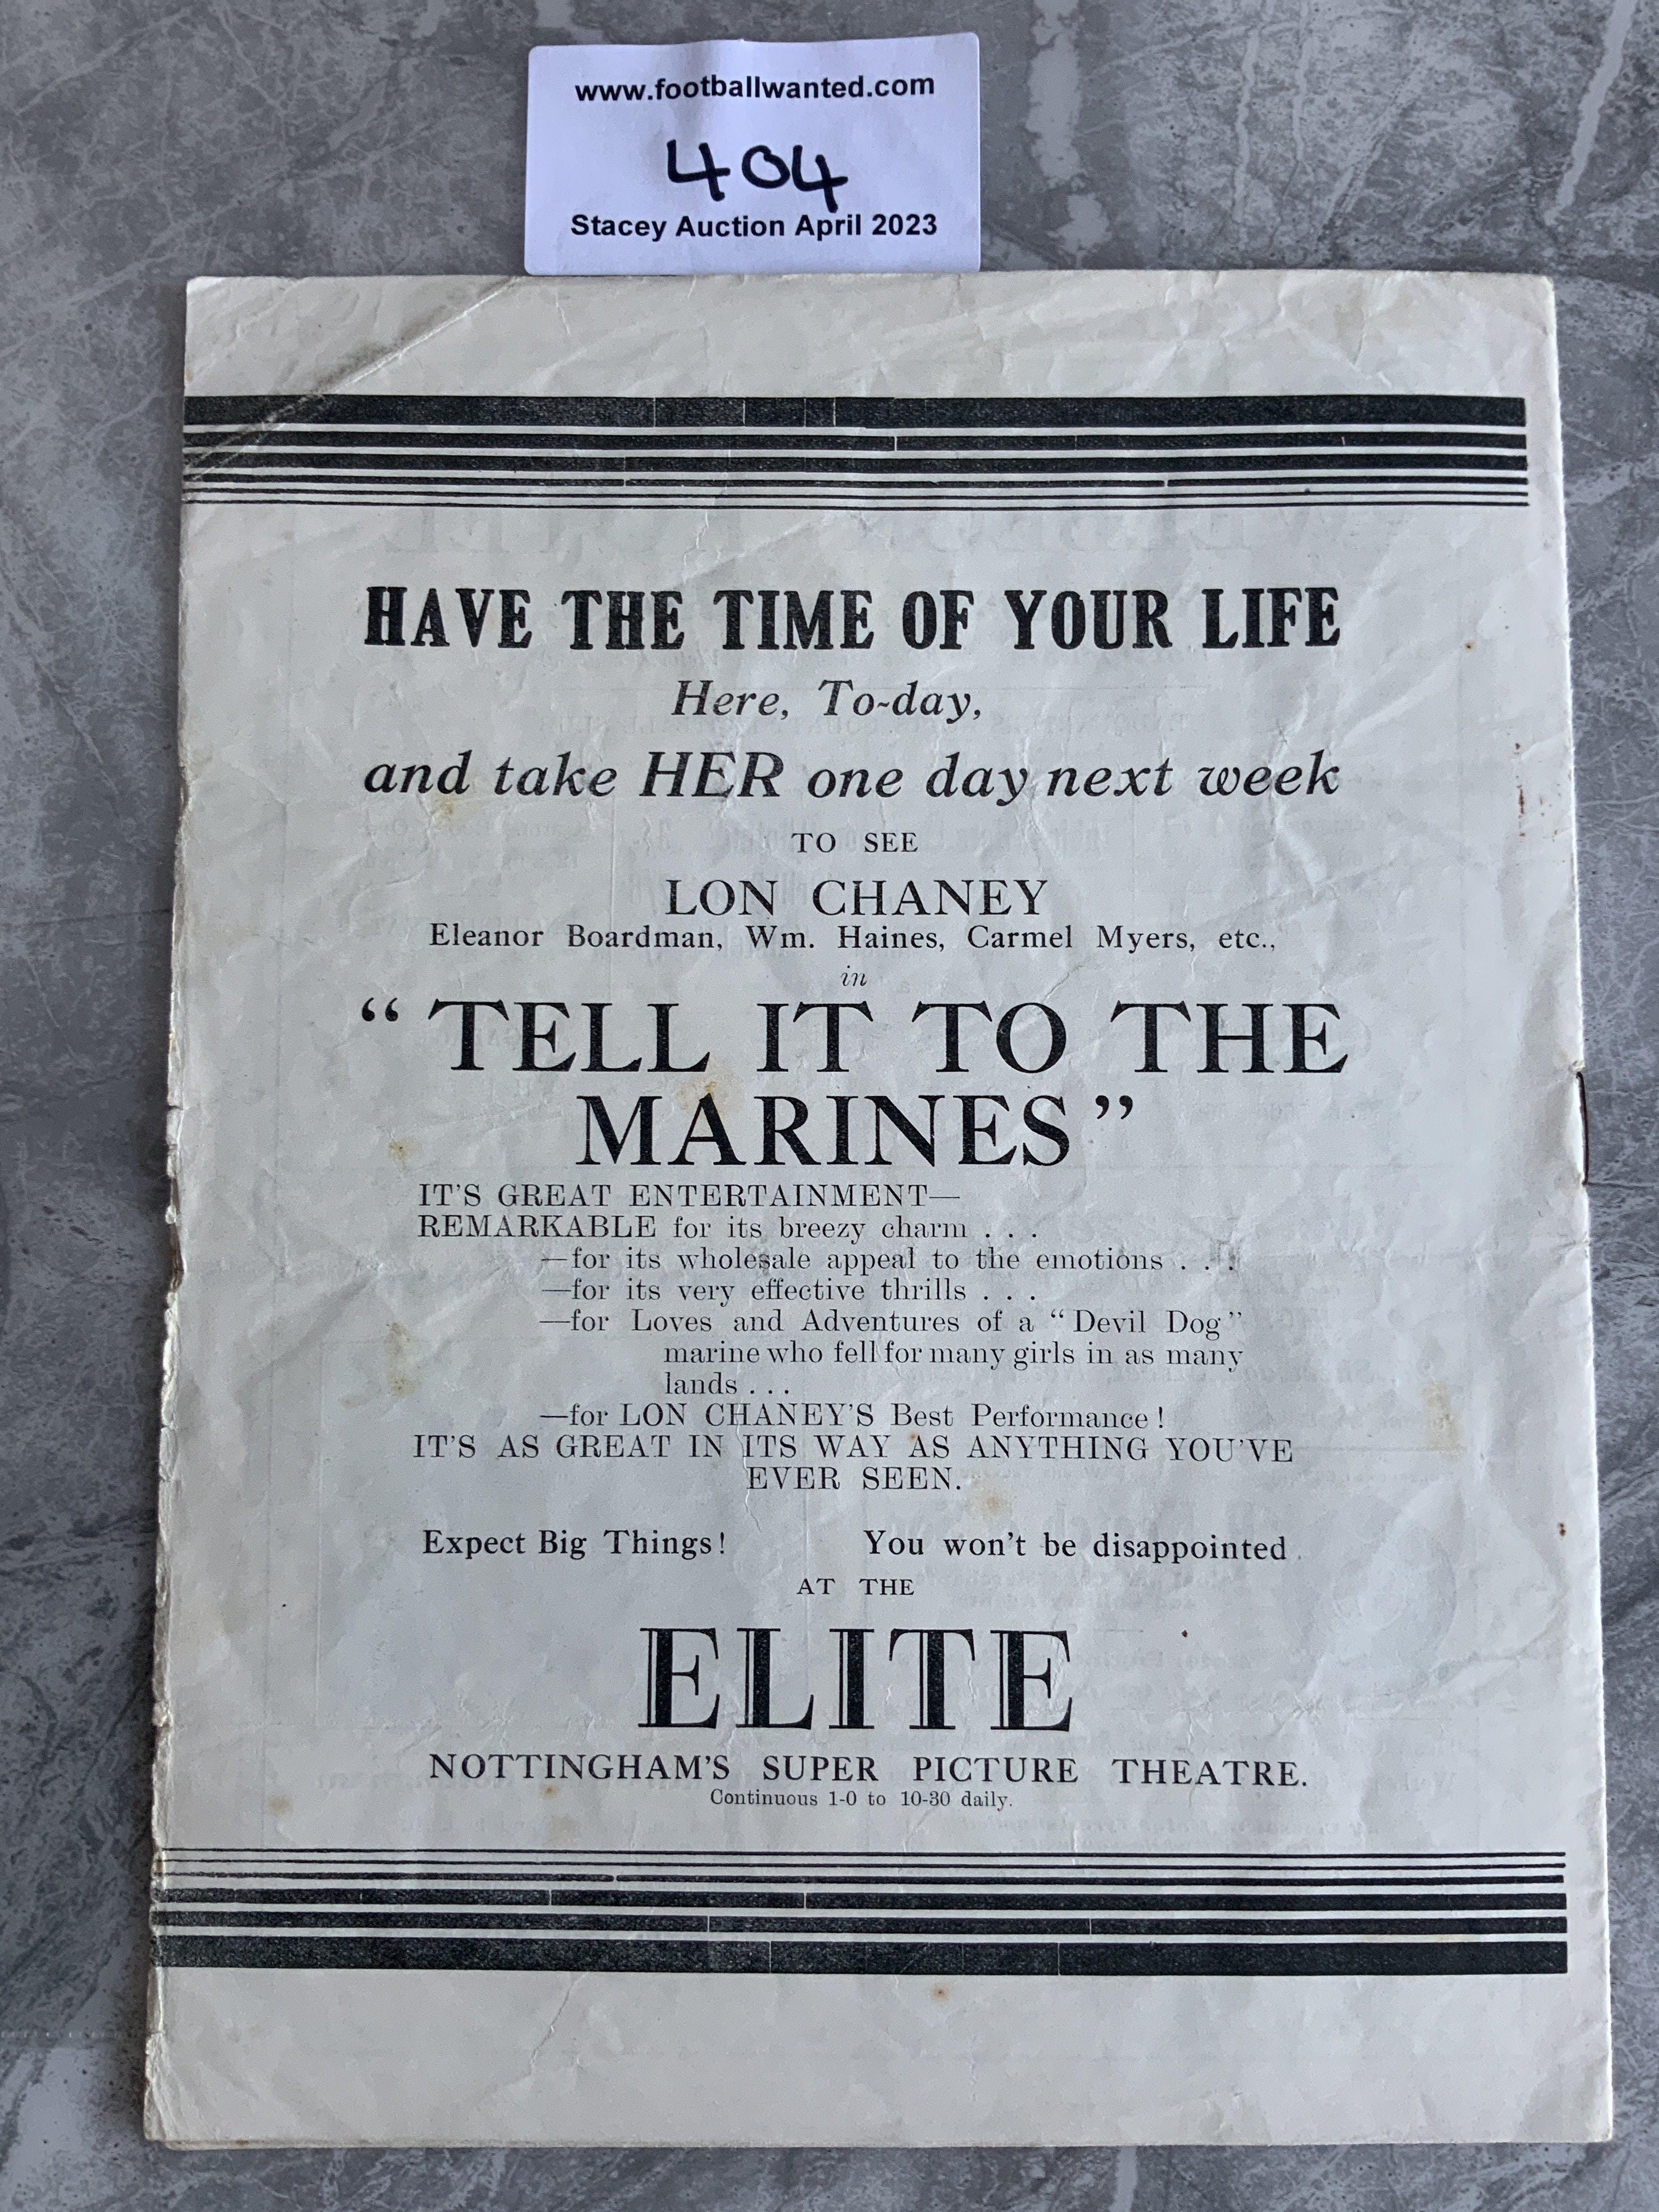 www.footballwanted.com
404
Stacey Auction April 2023
HAVE THE TIME OF YOUR LIFE
Here, To-day,
and take HER one day next week
TO SEE
LON CHANEY
Eleanor Boardman, Wm. Haines, Carmel Myers, etc.,
in
“TELL IT TO THE
MARINES”
IT'S GREAT ENTERTAINMENT—
REMARKABLE for its breezy charm . . .
—for its wholesale appeal to the emotions . . .
—for its very effective thrills . . .
—for Loves and Adventures of a “Devil Dog”
marine who fell for many girls in as many
lands . . .
—for LON CHANEY'S Best Performance!
IT'S AS GREAT IN ITS WAY AS ANYTHING YOU'VE
EVER SEEN.
Expect Big Things! You won't be disappointed.
AT THE
ELITE
NOTTINGHAM'S SUPER PICTURE THEATRE.
Continuous 1-0 to 10-30 daily.